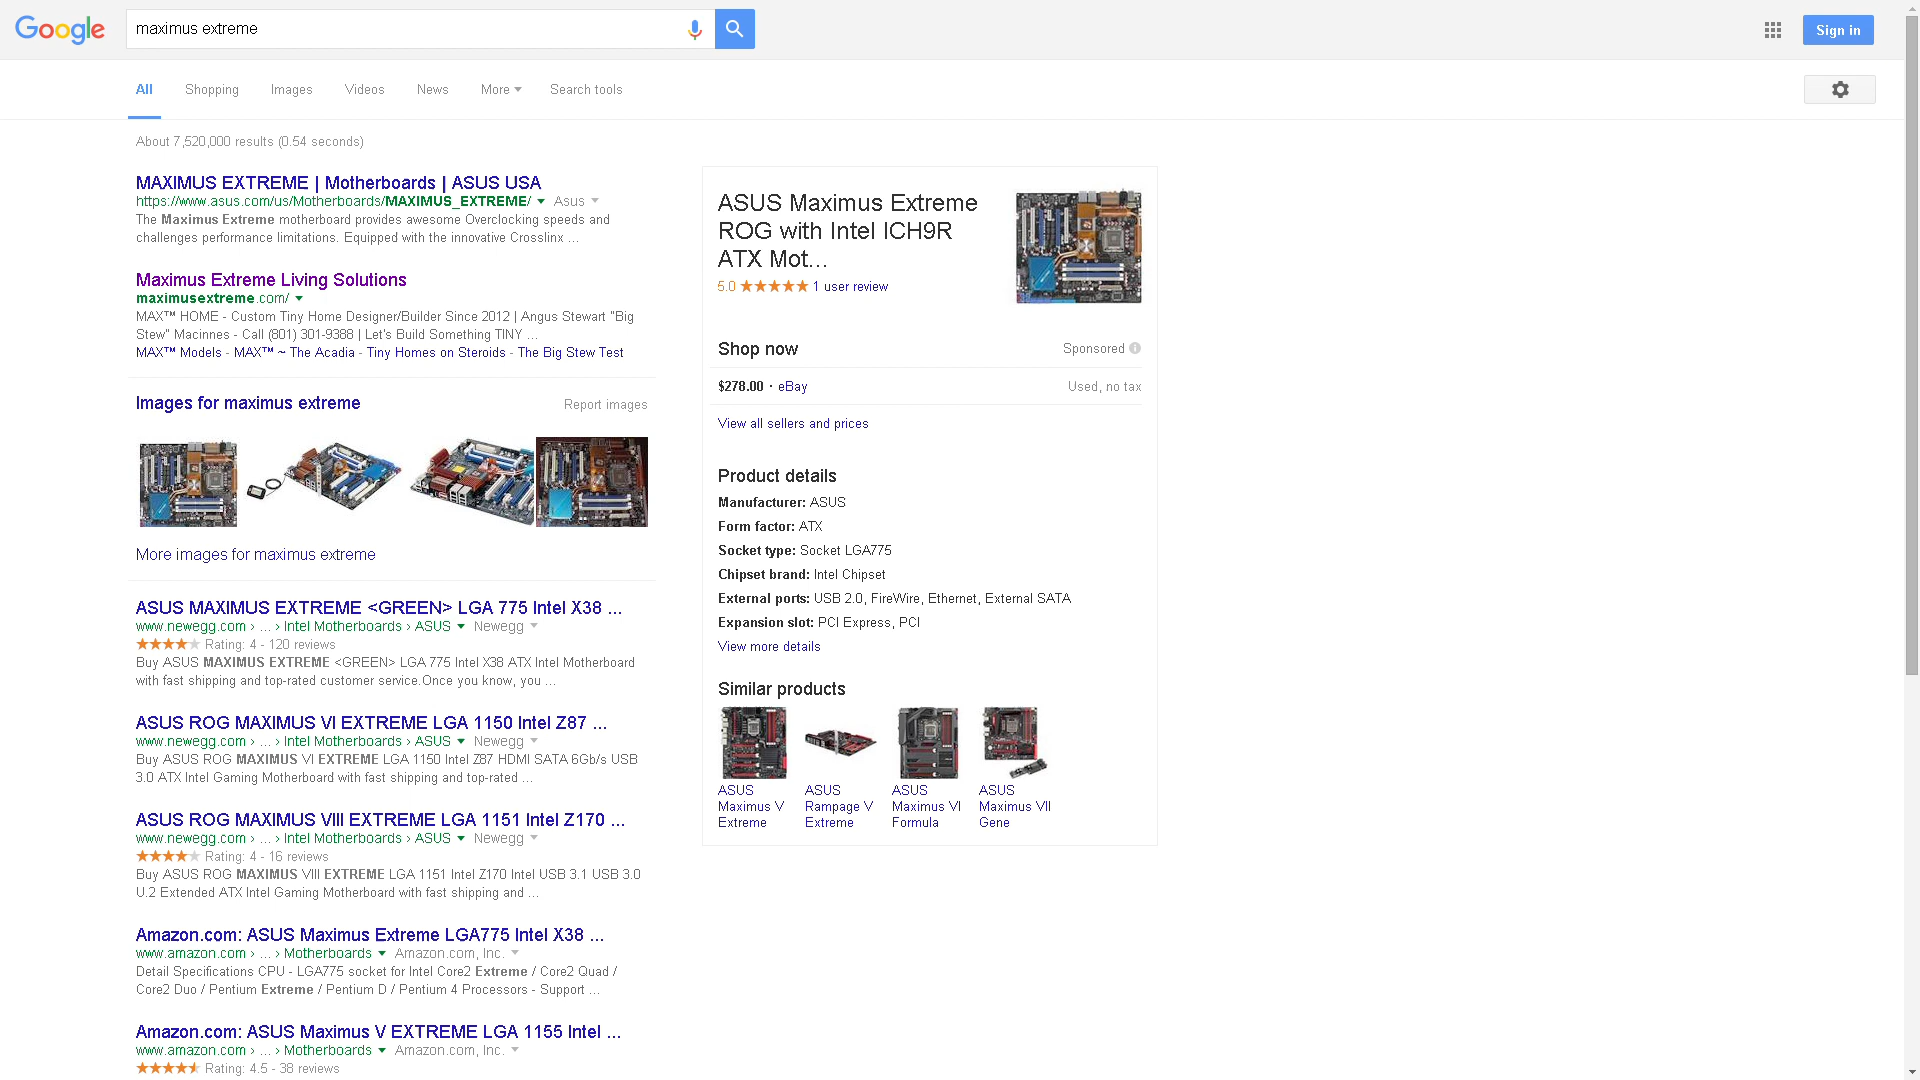 Google
maximus extreme
Sign in
All
Shopping
Images
Videos
News
More
Search tools
About 7,520,000 results (0.54 seconds)
MAXIMUS EXTREME | Motherboards | ASUS USA
https://www.asus.com/us/Motherboards/MAXIMUS_EXTREME/ Asus
The Maximus Extreme motherboard provides awesome Overclocking speeds and
challenges performance limitations. Equipped with the innovative Crosslinx ...
Maximus Extreme Living Solutions
maximusextreme.com/
MAX™ HOME - Custom Tiny Home Designer/Builder Since 2012 | Angus Stewart "Big
Stew" Macinnes - Call (801) 301-9388 | Let's Build Something TINY ...
MAX™ Models - MAX™ ~ The Acadia - Tiny Homes on Steroids - The Big Stew Test
Images for maximus extreme
Report images
More images for maximus extreme
ASUS MAXIMUS EXTREME <GREEN> LGA 775 Intel X38 ...
www.newegg.com › ... › Intel Motherboards › ASUS Newegg
Rating: 4 - 120 reviews
Buy ASUS MAXIMUS EXTREME <GREEN> LGA 775 Intel X38 ATX Intel Motherboard
with fast shipping and top-rated customer service.Once you know, you ...
ASUS ROG MAXIMUS VI EXTREME LGA 1150 Intel Z87 ...
www.newegg.com › ... › Intel Motherboards › ASUS Newegg
Buy ASUS ROG MAXIMUS VI EXTREME LGA 1150 Intel Z87 HDMI SATA 6Gb/s USB
3.0 ATX Intel Gaming Motherboard with fast shipping and top-rated ...
ASUS ROG MAXIMUS VIII EXTREME LGA 1151 Intel Z170 ...
www.newegg.com › ... › Intel Motherboards › ASUS Newegg
Rating: 4 - 16 reviews
Buy ASUS ROG MAXIMUS VIII EXTREME LGA 1151 Intel Z170 Intel USB 3.1 USB 3.0
U.2 Extended ATX Intel Gaming Motherboard with fast shipping and ...
Amazon.com: ASUS Maximus Extreme LGA775 Intel X38 ...
www.amazon.com › ... › Motherboards Amazon.com, Inc.
Detail Specifications CPU - LGA775 socket for Intel Core2 Extreme / Core2 Quad /
Core2 Duo / Pentium Extreme / Pentium D / Pentium 4 Processors - Support ...
Amazon.com: ASUS Maximus V EXTREME LGA 1155 Intel ...
www.amazon.com › ... › Motherboards Amazon.com, Inc.
Rating: 4.5 - 38 reviews
ASUS Maximus Extreme
ROG with Intel ICH9R
ATX Mot...
5.0 1 user review
Shop now
Sponsored
$278.00 · eBay
Used, no tax
View all sellers and prices
Product details
Manufacturer: ASUS
Form factor: ATX
Socket type: Socket LGA775
Chipset brand: Intel Chipset
External ports: USB 2.0, FireWire, Ethernet, External SATA
Expansion slot: PCI Express, PCI
View more details
Similar products
ASUS
Maximus V
Extreme
ASUS
Rampage V
Extreme
ASUS
Maximus VI
Formula
ASUS
Maximus VII
Gene